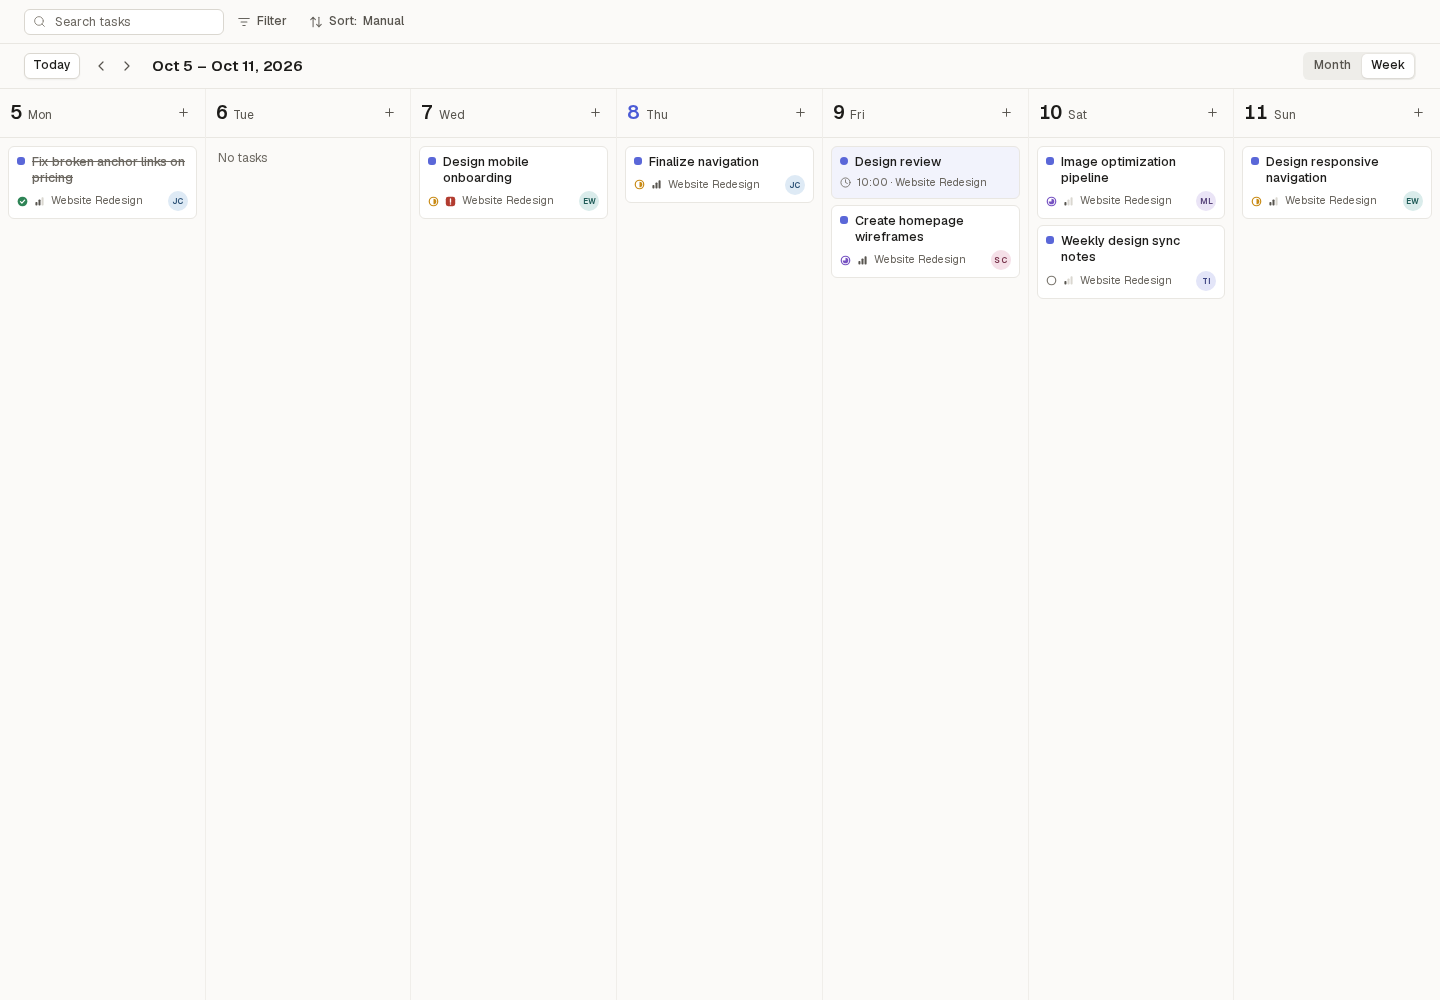 Search tasks
Filter
Sort: Manual
Today
Oct 5 – Oct 11, 2026
Month
Week
5 Mon
6 Tue
7 Wed
8 Thu
9 Fri
10 Sat
11 Sun
Fix broken anchor links on
pricing
Website Redesign
JC
No tasks
Design mobile
onboarding
Website Redesign
EW
Finalize navigation
Website Redesign
JC
Design review
10:00 · Website Redesign
Create homepage
wireframes
Website Redesign
SC
Image optimization
pipeline
Website Redesign
ML
Weekly design sync
notes
Website Redesign
TI
Design responsive
navigation
Website Redesign
EW